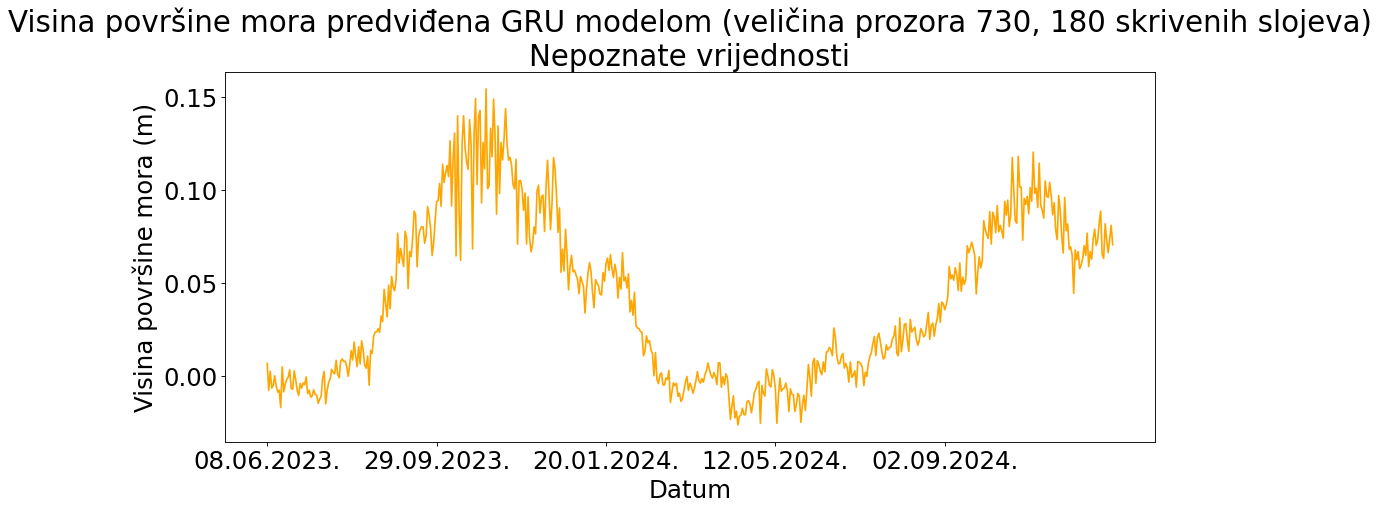 Visina površine mora predviđena GRU modelom (veličina prozora 730, 180 skrivenih slojeva)
Nepoznate vrijednosti
Visina površine mora (m)
0.15
0.10
0.05
0.00
08.06.2023. 29.09.2023. 20.01.2024. 12.05.2024. 02.09.2024.
Datum